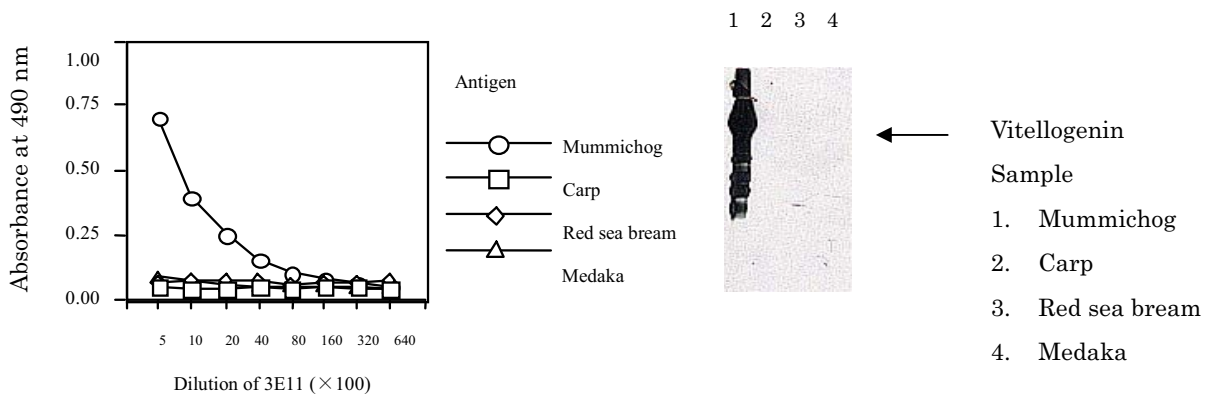 Absorbance at 490 nm
1.00
0.75
0.50
0.25
0.00
5 10 20 40 80 160 320 640
Dilution of 3E11 (×100)
Antigen
Mummichog
Carp
Red sea bream
Medaka
1 2 3 4
Vitellogenin
Sample
1. Mummichog
2. Carp
3. Red sea bream
4. Medaka